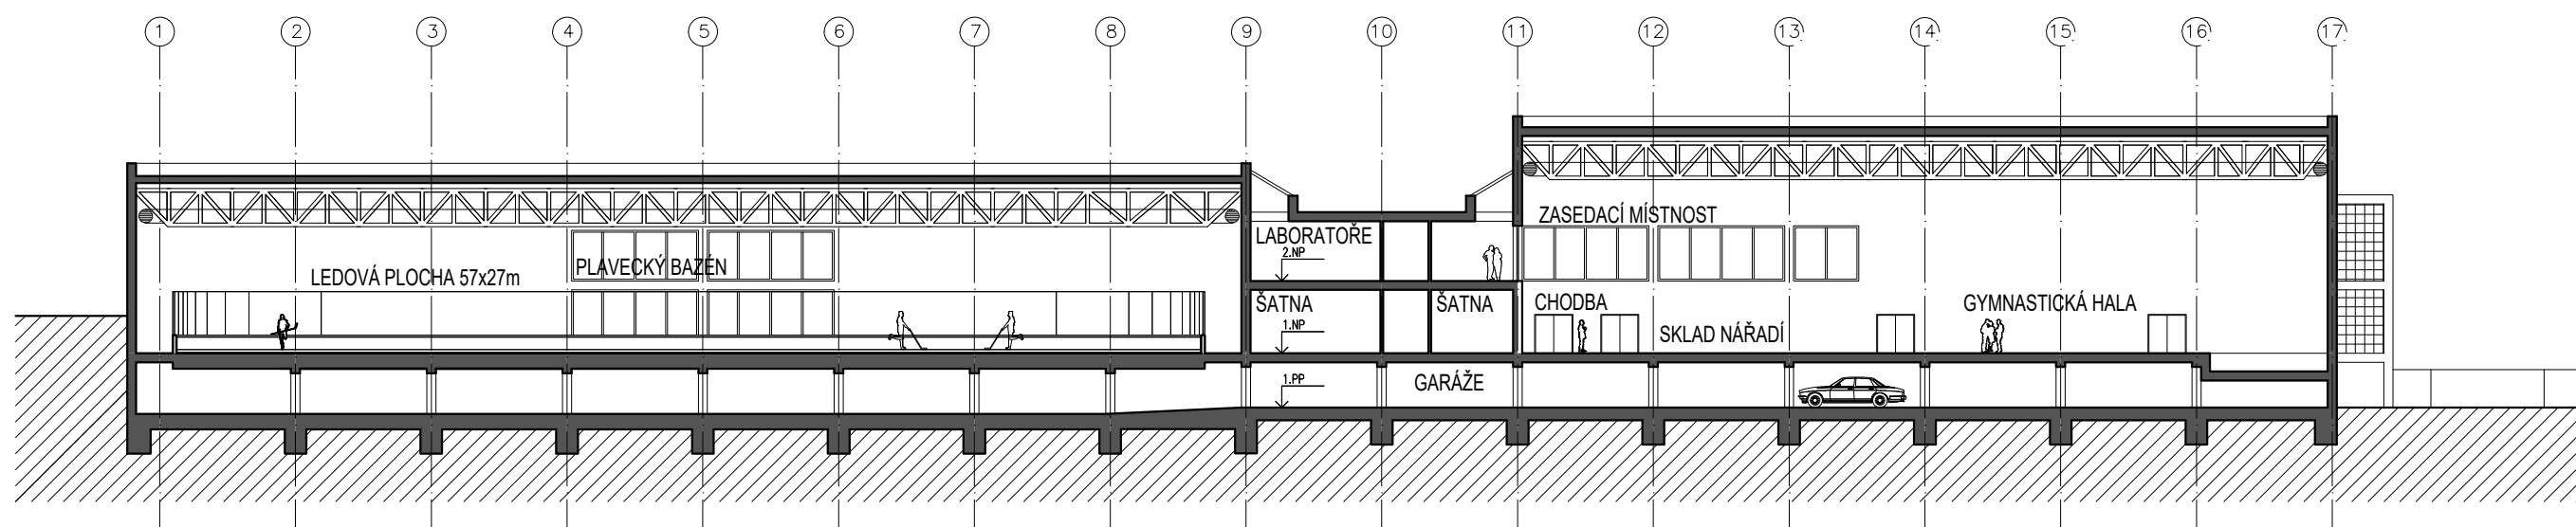 1 2 3 4 5 6 7 8 9 10 11 12 13 14 15 16 17
ZASEDACÍ MÍSTNOST
LABORATOŘE
2.NP
PLAVECKÝ BAZÉN
LEDOVÁ PLOCHA 57x27m
ŠATNA
ŠATNA
CHODBA
GYMNASTICKÁ HALA
1.NP
SKLAD NÁŘADÍ
1.PP
GARÁŽE